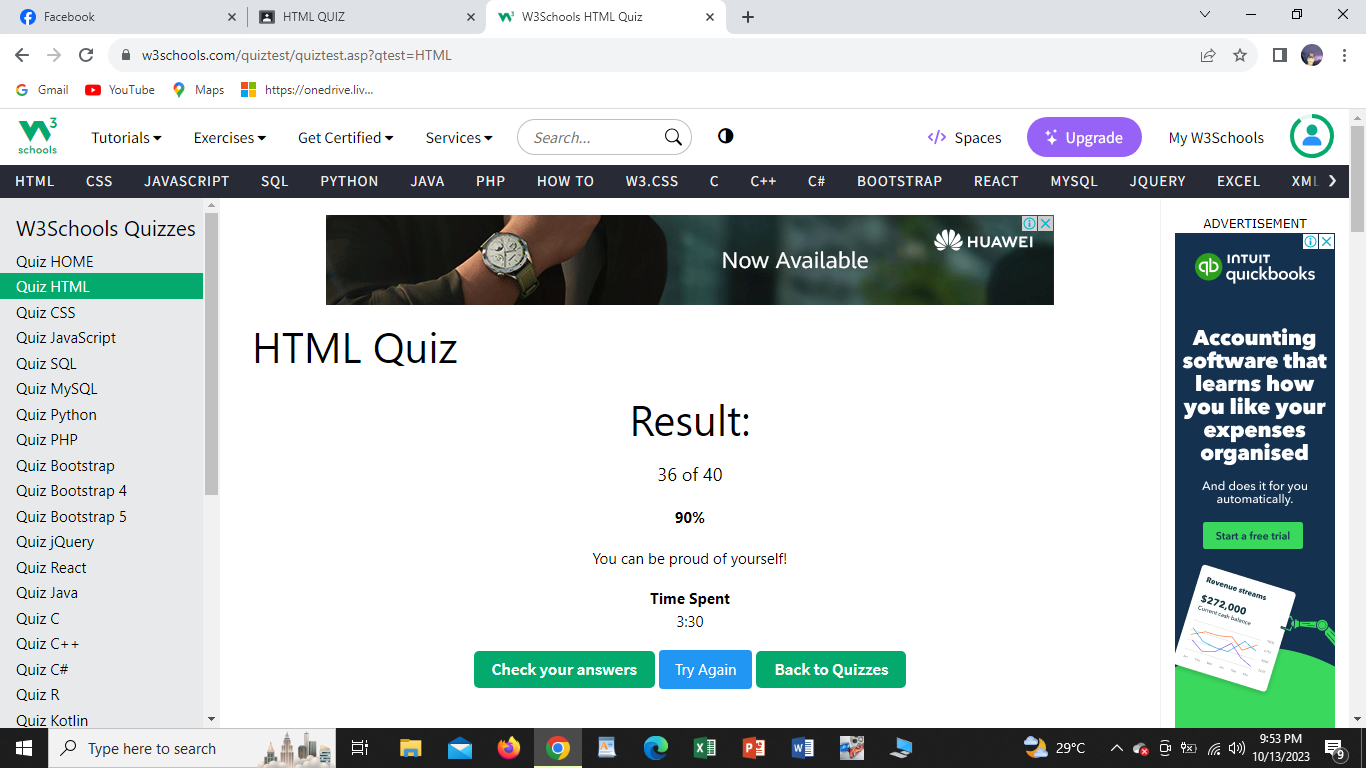 Facebook
HTML QUIZ
W3Schools HTML Quiz
w3schools.com/quiztest/quiztest.asp?qtest=HTML
Gmail
YouTube
Maps
https://onedrive.liv...
W3
schools
Tutorials
Exercises
Get Certified
Services
Search...
Spaces
Upgrade
My W3Schools
HTML CSS JAVASCRIPT SQL PYTHON JAVA PHP HOW TO W3.CSS C C++ C# BOOTSTRAP REACT MYSQL JQUERY EXCEL XML
W3Schools Quizzes
Quiz HOME
Quiz HTML
Quiz CSS
Quiz JavaScript
Quiz SQL
Quiz MySQL
Quiz Python
Quiz PHP
Quiz Bootstrap
Quiz Bootstrap 4
Quiz Bootstrap 5
Quiz jQuery
Quiz React
Quiz Java
Quiz C
Quiz C++
Quiz C#
Quiz R
Quiz Kotlin
Now Available
HUAWEI
HTML Quiz
Result:
36 of 40
90%
You can be proud of yourself!
Time Spent
3:30
Check your answers
Try Again
Back to Quizzes
ADVERTISEMENT
qb
INTUIT
quickbooks
Accounting
software that
learns how
you like your
expenses
organised
And does it for you
automatically.
Start a free trial
Revenue streams
$272,000
Current cash balance
Type here to search
29°C
9:53 PM
10/13/2023
9